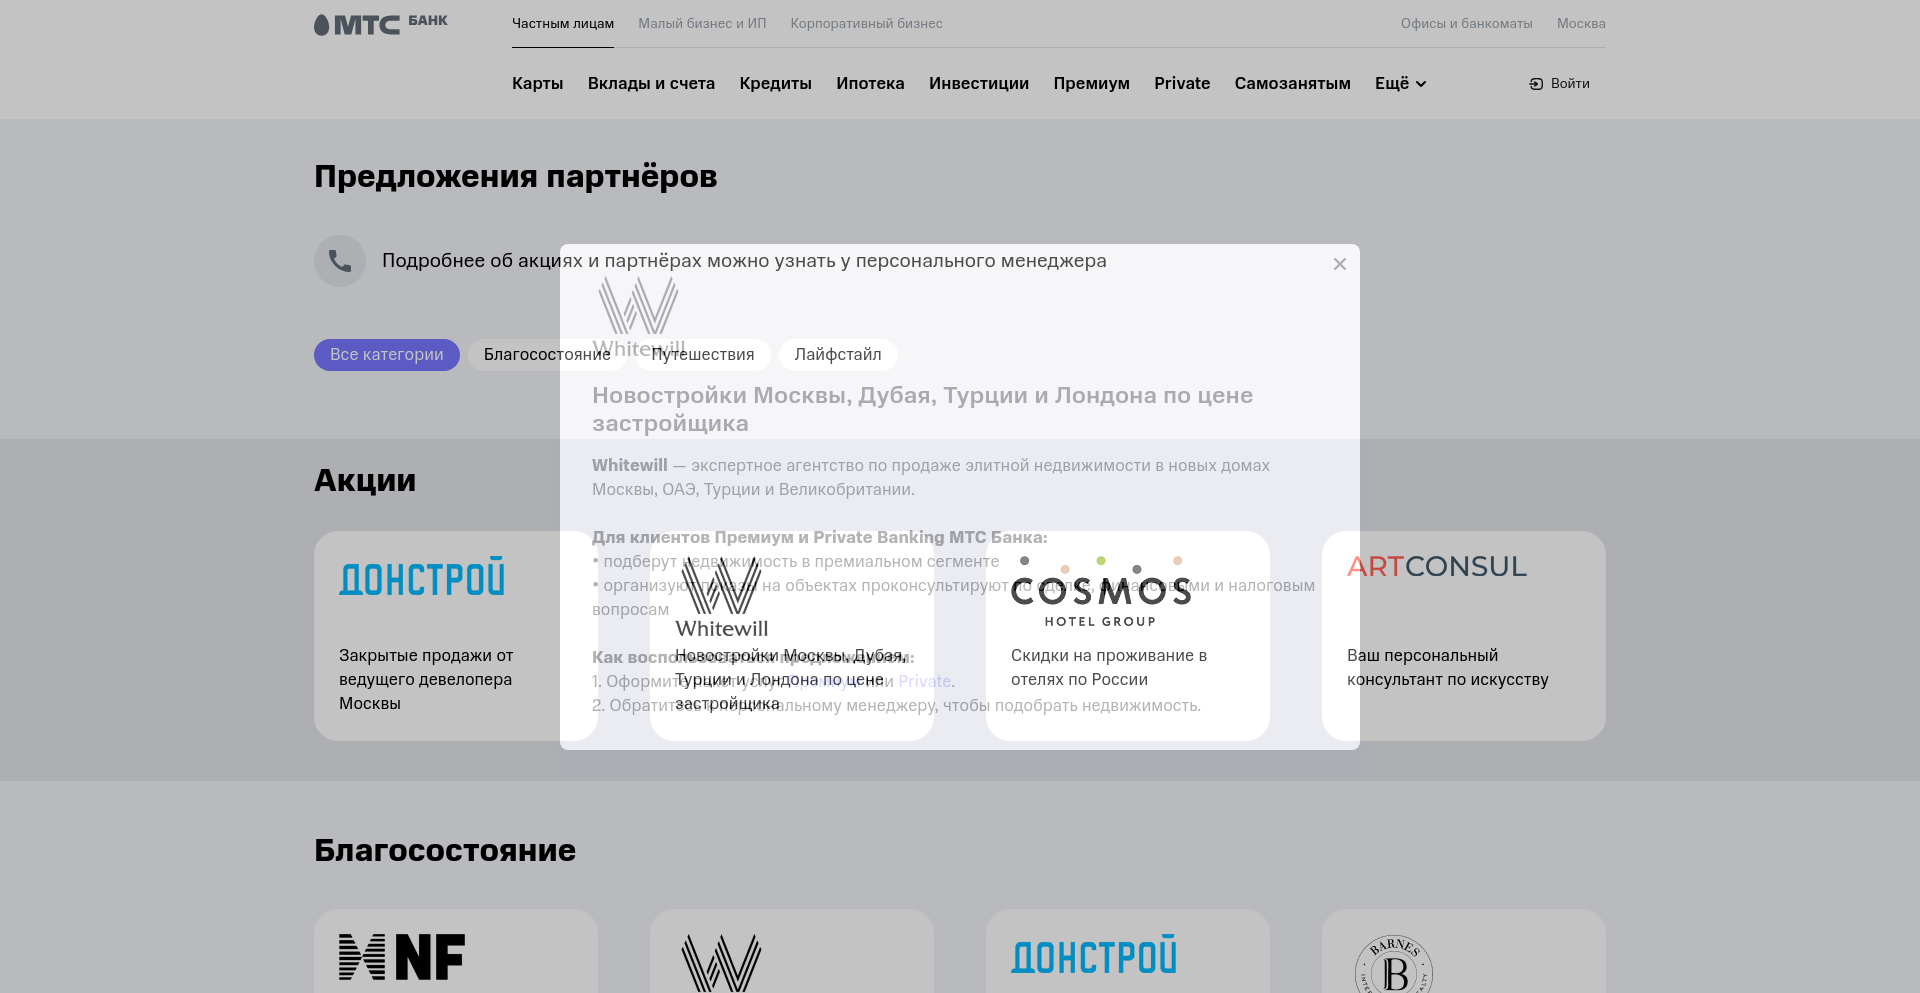 МТС БАНК
Частным лицам Малый бизнес и ИП Корпоративный бизнес Офисы и банкоматы Москва
Карты Вклады и счета Кредиты Ипотека Инвестиции Премиум Private Самозанятым Ещё Войти
Предложения партнёров
Подробнее об акциях и партнёрах можно узнать у персонального менеджера
Все категории Благосостояние Путешествия Лайфстайл
Whitewill
Новостройки Москвы, Дубая, Турции и Лондона по цене
застройщика
Whitewill — экспертное агентство по продаже элитной недвижимости в новых домах
Москвы, ОАЭ, Турции и Великобритании.
Для клиентов Премиум и Private Banking МТС Банка:
• подберут недвижимость в премиальном сегменте
• организуют показы на объектах проконсультируют по сделке, финансовыми и налоговым
вопросам
Как воспользоваться предложением:
1. Оформите пакет услуг Премиум или Private.
2. Обратитесь к персональному менеджеру, чтобы подобрать недвижимость.
Акции
ДОНСТРОЙ
Закрытые продажи от
ведущего девелопера
Москвы
Whitewill
Новостройки Москвы, Дубая,
Турции и Лондона по цене
застройщика
COSMOS
HOTEL GROUP
Скидки на проживание в
отелях по России
ARTCONSUL
Ваш персональный
консультант по искусству
Благосостояние
NF
ДОНСТРОЙ
BARNES
B